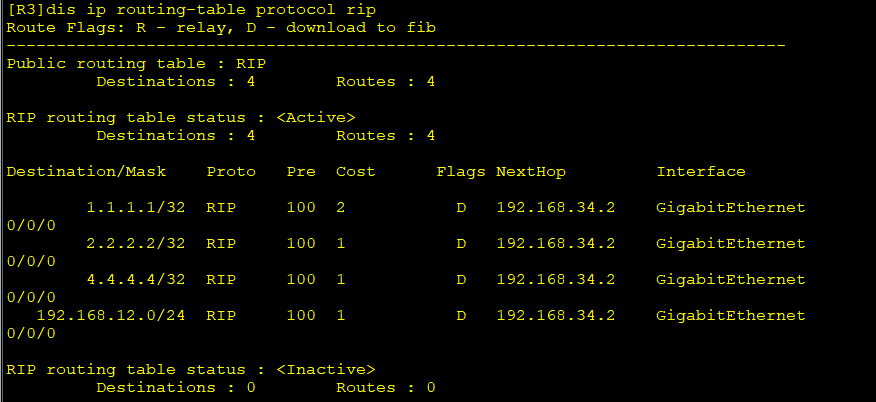 [R3]dis ip routing-table protocol rip
Route Flags: R - relay, D - download to fib
------------------------------------------------------------------------------
Public routing table : RIP
         Destinations : 4        Routes : 4
RIP routing table status : <Active>
         Destinations : 4        Routes : 4
Destination/Mask    Proto   Pre  Cost      Flags NextHop         Interface
        1.1.1.1/32  RIP     100  2           D   192.168.34.2    GigabitEthernet
0/0/0
        2.2.2.2/32  RIP     100  1           D   192.168.34.2    GigabitEthernet
0/0/0
        4.4.4.4/32  RIP     100  1           D   192.168.34.2    GigabitEthernet
0/0/0
   192.168.12.0/24  RIP     100  1           D   192.168.34.2    GigabitEthernet
0/0/0
RIP routing table status : <Inactive>
         Destinations : 0        Routes : 0